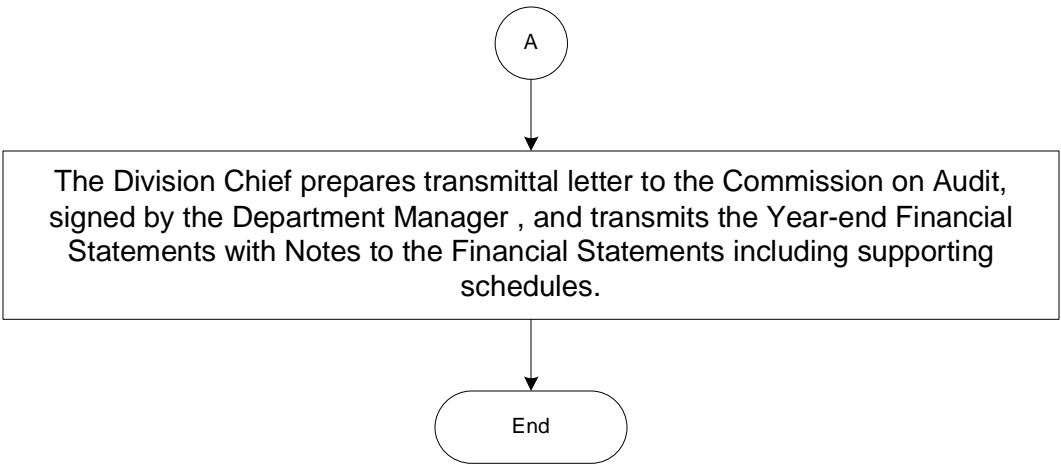 A
The Division Chief prepares transmittal letter to the Commission on Audit,
signed by the Department Manager , and transmits the Year-end Financial
Statements with Notes to the Financial Statements including supporting
schedules.
End